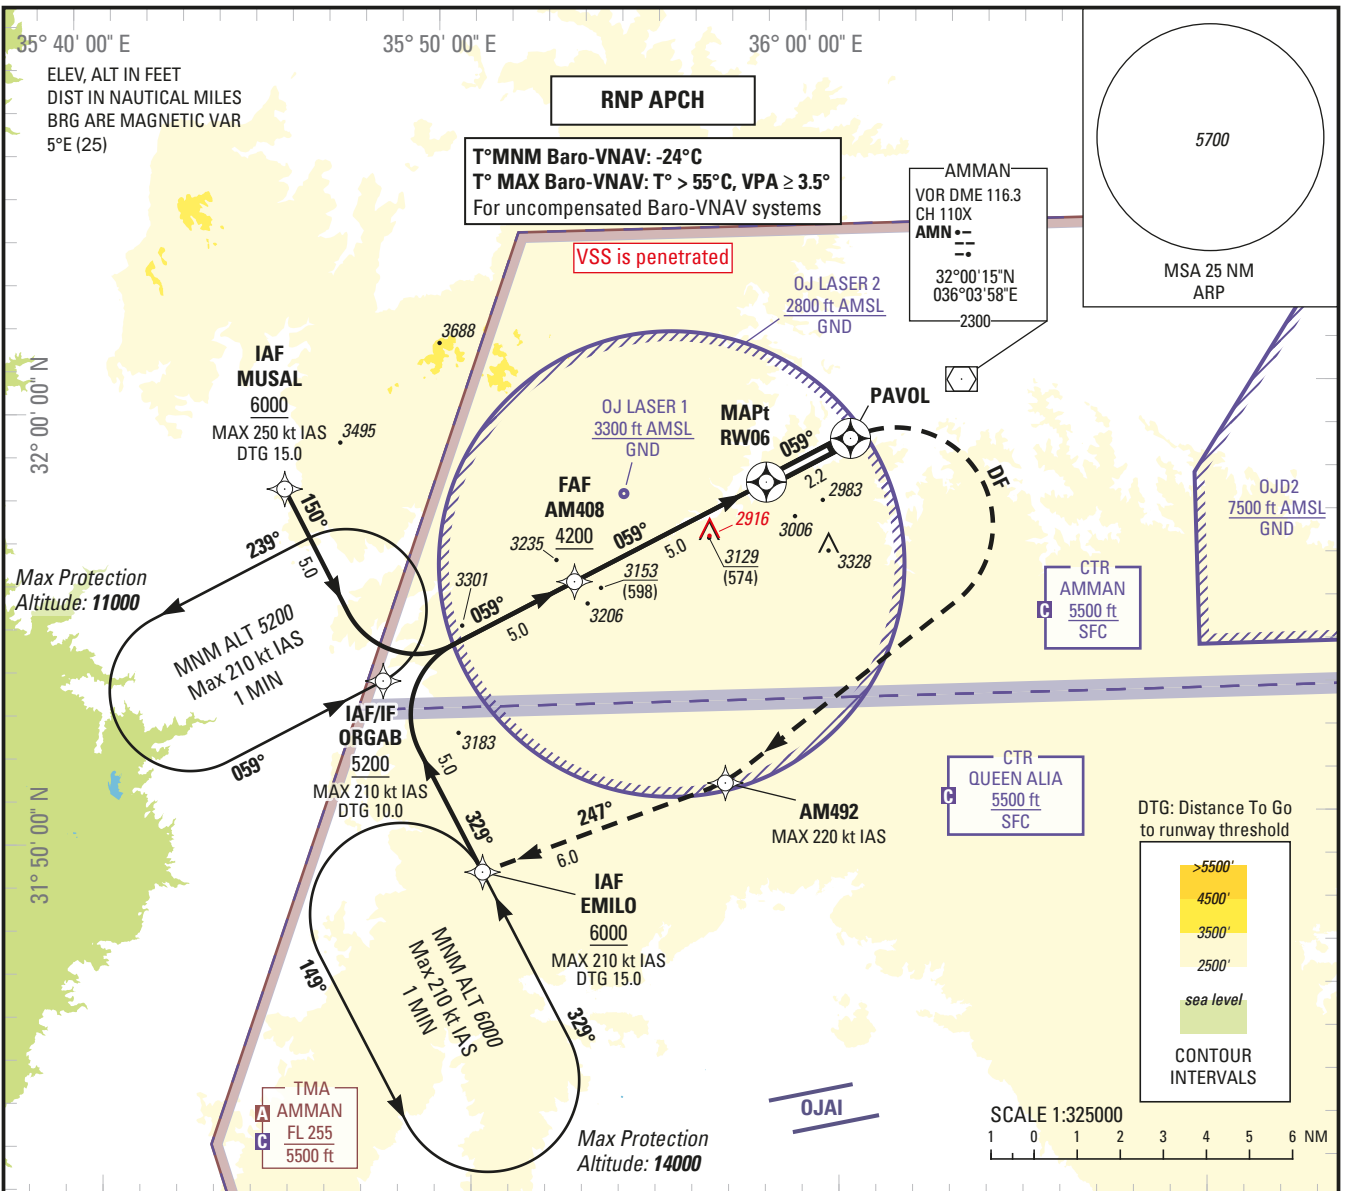 35° 40' 00" E
35° 50' 00" E
36° 00' 00" E
ELEV, ALT IN FEET
DIST IN NAUTICAL MILES
BRG ARE MAGNETIC VAR
5°E (25)
RNP APCH
T°MNM Baro-VNAV: -24°C
T° MAX Baro-VNAV: T° > 55°C, VPA ≥ 3.5°
For uncompensated Baro-VNAV systems
VSS is penetrated
AMMAN
VOR DME 116.3
CH 110X
AMN
32°00'15"N
036°03'58"E
2300
5700
MSA 25 NM
ARP
OJ LASER 2
2800 ft AMSL
GND
3688
IAF
MUSAL
6000
MAX 250 kt IAS
DTG 15.0
3495
32° 00' 00" N
OJ LASER 1
3300 ft AMSL
GND
MAPt
RW06
PAVOL
059°
2.2
DF
2983
3006
3328
2916
3129
(574)
FAF
AM408
4200
059°
5.0
3235
3153
(598)
3206
3301
059°
5.0
OJD2
7500 ft AMSL
GND
150°
5.0
239°
Max Protection
Altitude: 11000
MNM ALT 5200
Max 210 kt IAS
1 MIN
059°
CTR
AMMAN
C
5500 ft
SFC
IAF/IF
ORGAB
5200
MAX 210 kt IAS
DTG 10.0
3183
5.0
329°
CTR
QUEEN ALIA
C
5500 ft
SFC
247°
6.0
AM492
MAX 220 kt IAS
31° 50' 00" N
IAF
EMILO
6000
MAX 210 kt IAS
DTG 15.0
149°
MNM ALT 6000
Max 210 kt IAS
1 MIN
329°
Max Protection
Altitude: 14000
TMA
A AMMAN
C FL 255
5500 ft
OJAI
DTG: Distance To Go
to runway threshold
>5500'
4500'
3500'
2500'
sea level
CONTOUR
INTERVALS
SCALE 1:325000
1 0 1 2 3 4 5 6 NM